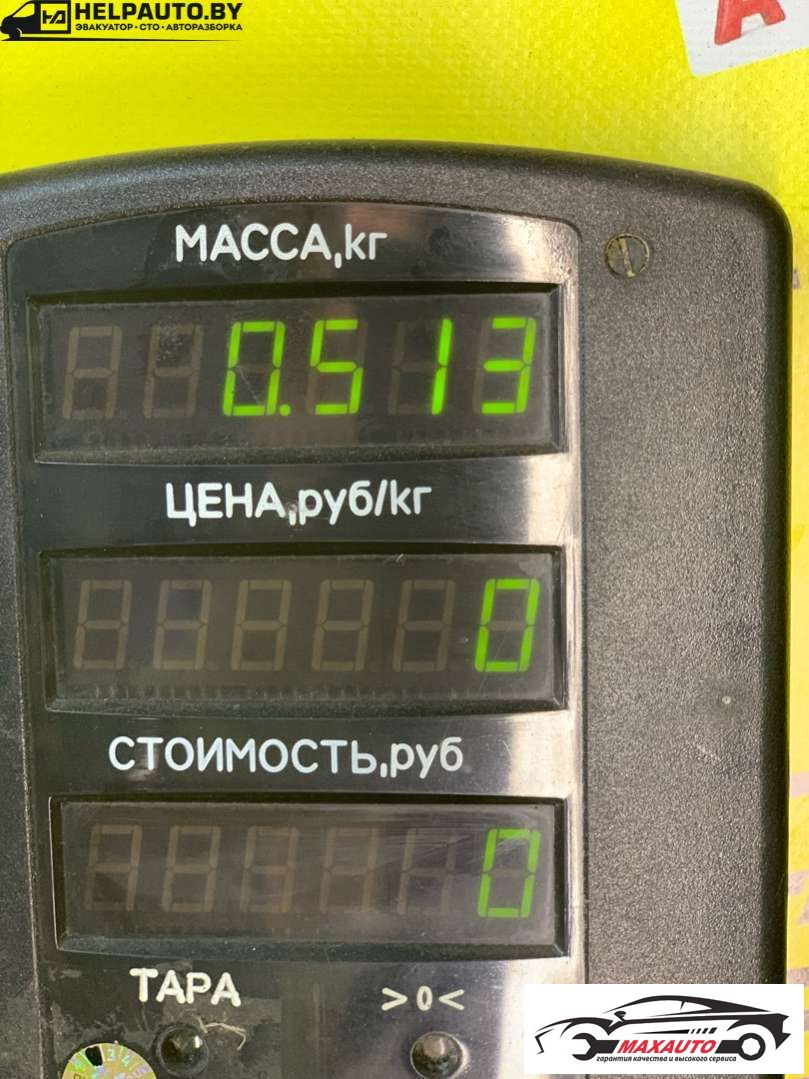 HELPAUTO.BY
ЭВАКУАТОР • СТО • АВТОРАЗБОРКА
А
МАССА,кг
0.513
ЦЕНА,руб/кг
0
СТОИМОСТЬ,руб
0
ТАРА
>0<
MAXAUTO
гарантия качества и высокого сервиса